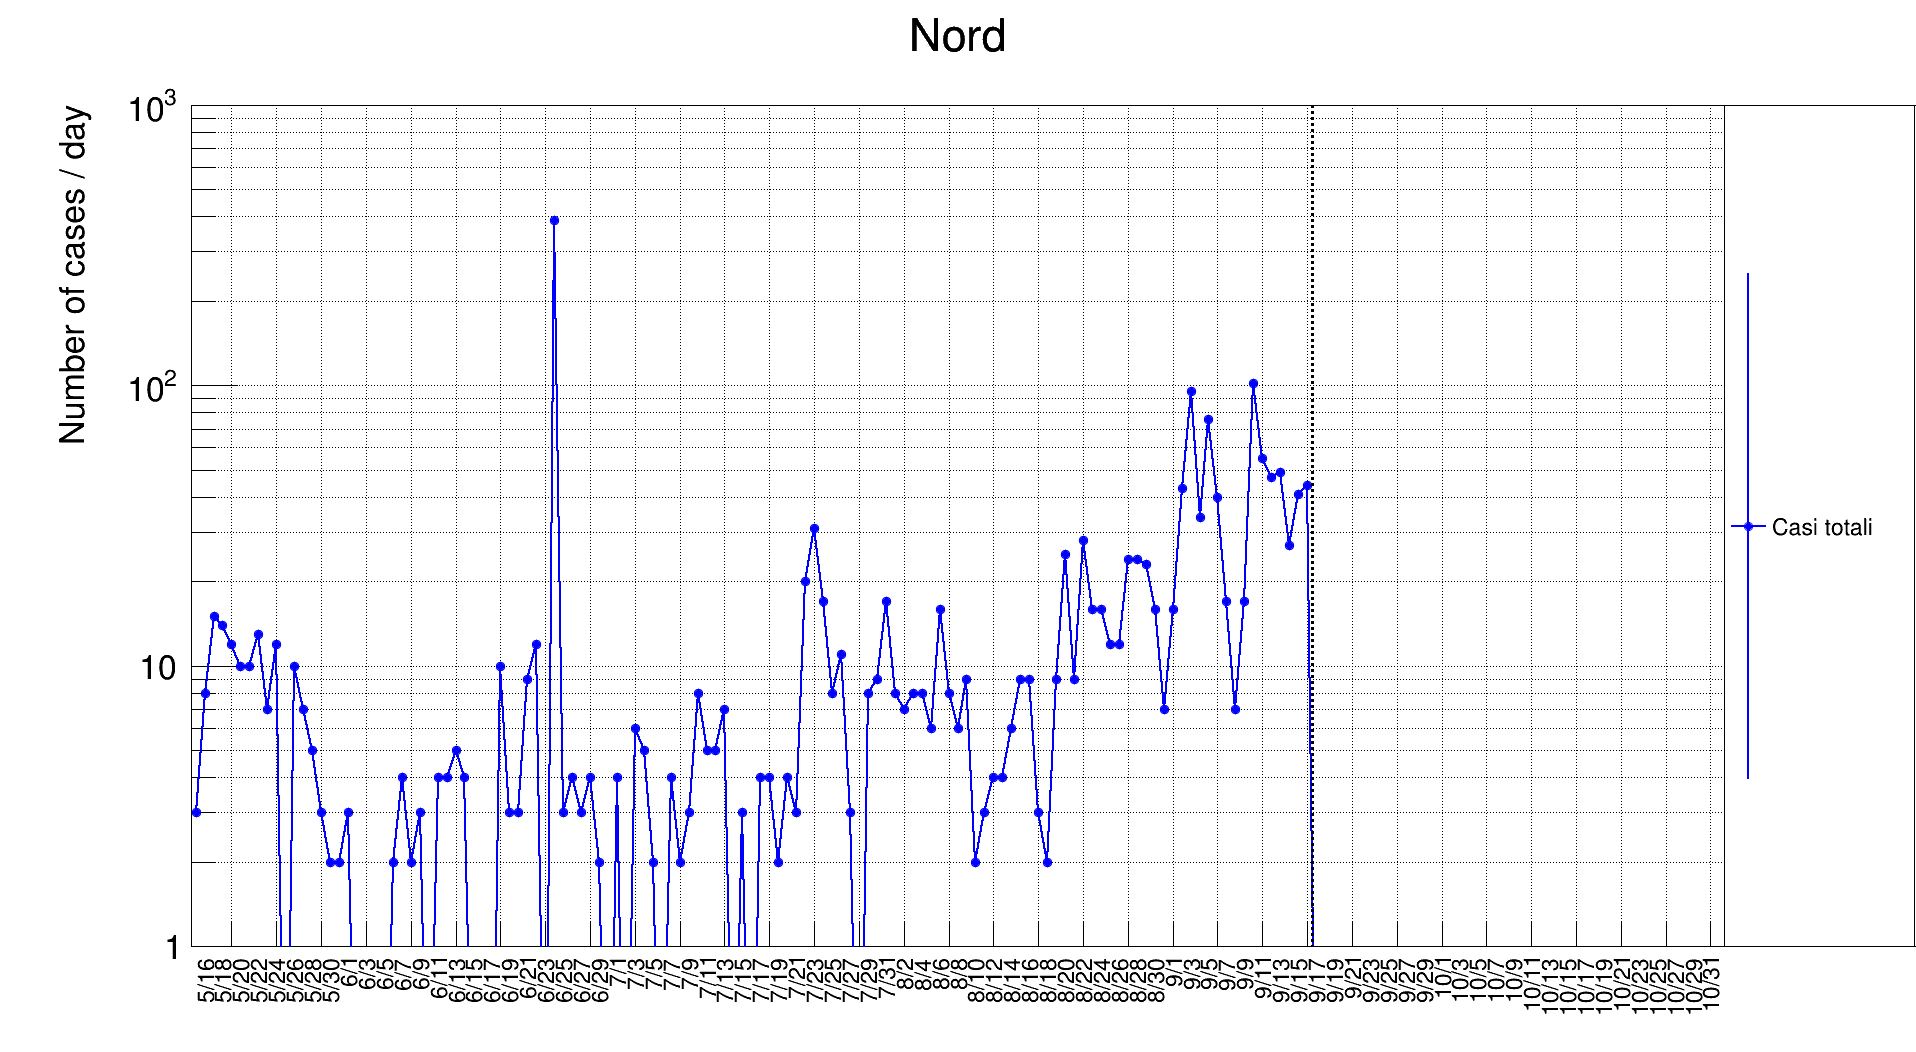 Nord
Number of cases / day
10³
10²
10
1
5/16 5/18 5/20 5/22 5/24 5/26 5/28 5/30 6/1 6/3 6/5 6/7 6/9 6/11 6/13 6/15 6/17 6/19 6/21 6/23 6/25 6/27 6/29 7/1 7/3 7/5 7/7 7/9 7/11 7/13 7/15 7/17 7/19 7/21 7/23 7/25 7/27 7/29 7/31 8/2 8/4 8/6 8/8 8/10 8/12 8/14 8/16 8/18 8/20 8/22 8/24 8/26 8/28 8/30 9/1 9/3 9/5 9/7 9/9 9/11 9/13 9/15 9/17 9/19 9/21 9/23 9/25 9/27 9/29 10/1 10/3 10/5 10/7 10/9 10/11 10/13 10/15 10/17 10/19 10/21 10/23 10/25 10/27 10/29 10/31
Casi totali